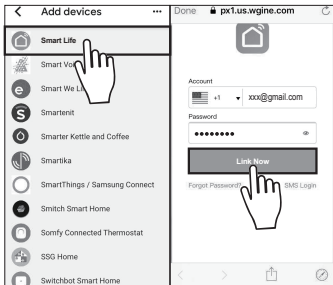 Add devices
Smart Life
Smart
Smart We Li
Smartenit
Smarter Kettle and Coffee
Smartika
SmartThings / Samsung Connect
Smitch Smart Home
Somfy Connected Thermostat
SSG Home
Switchbot Smart Home
Done px1.us.wgine.com
Account
+1 xxx@gmail.com
Password
Link Now
Forgot Password? SMS Login